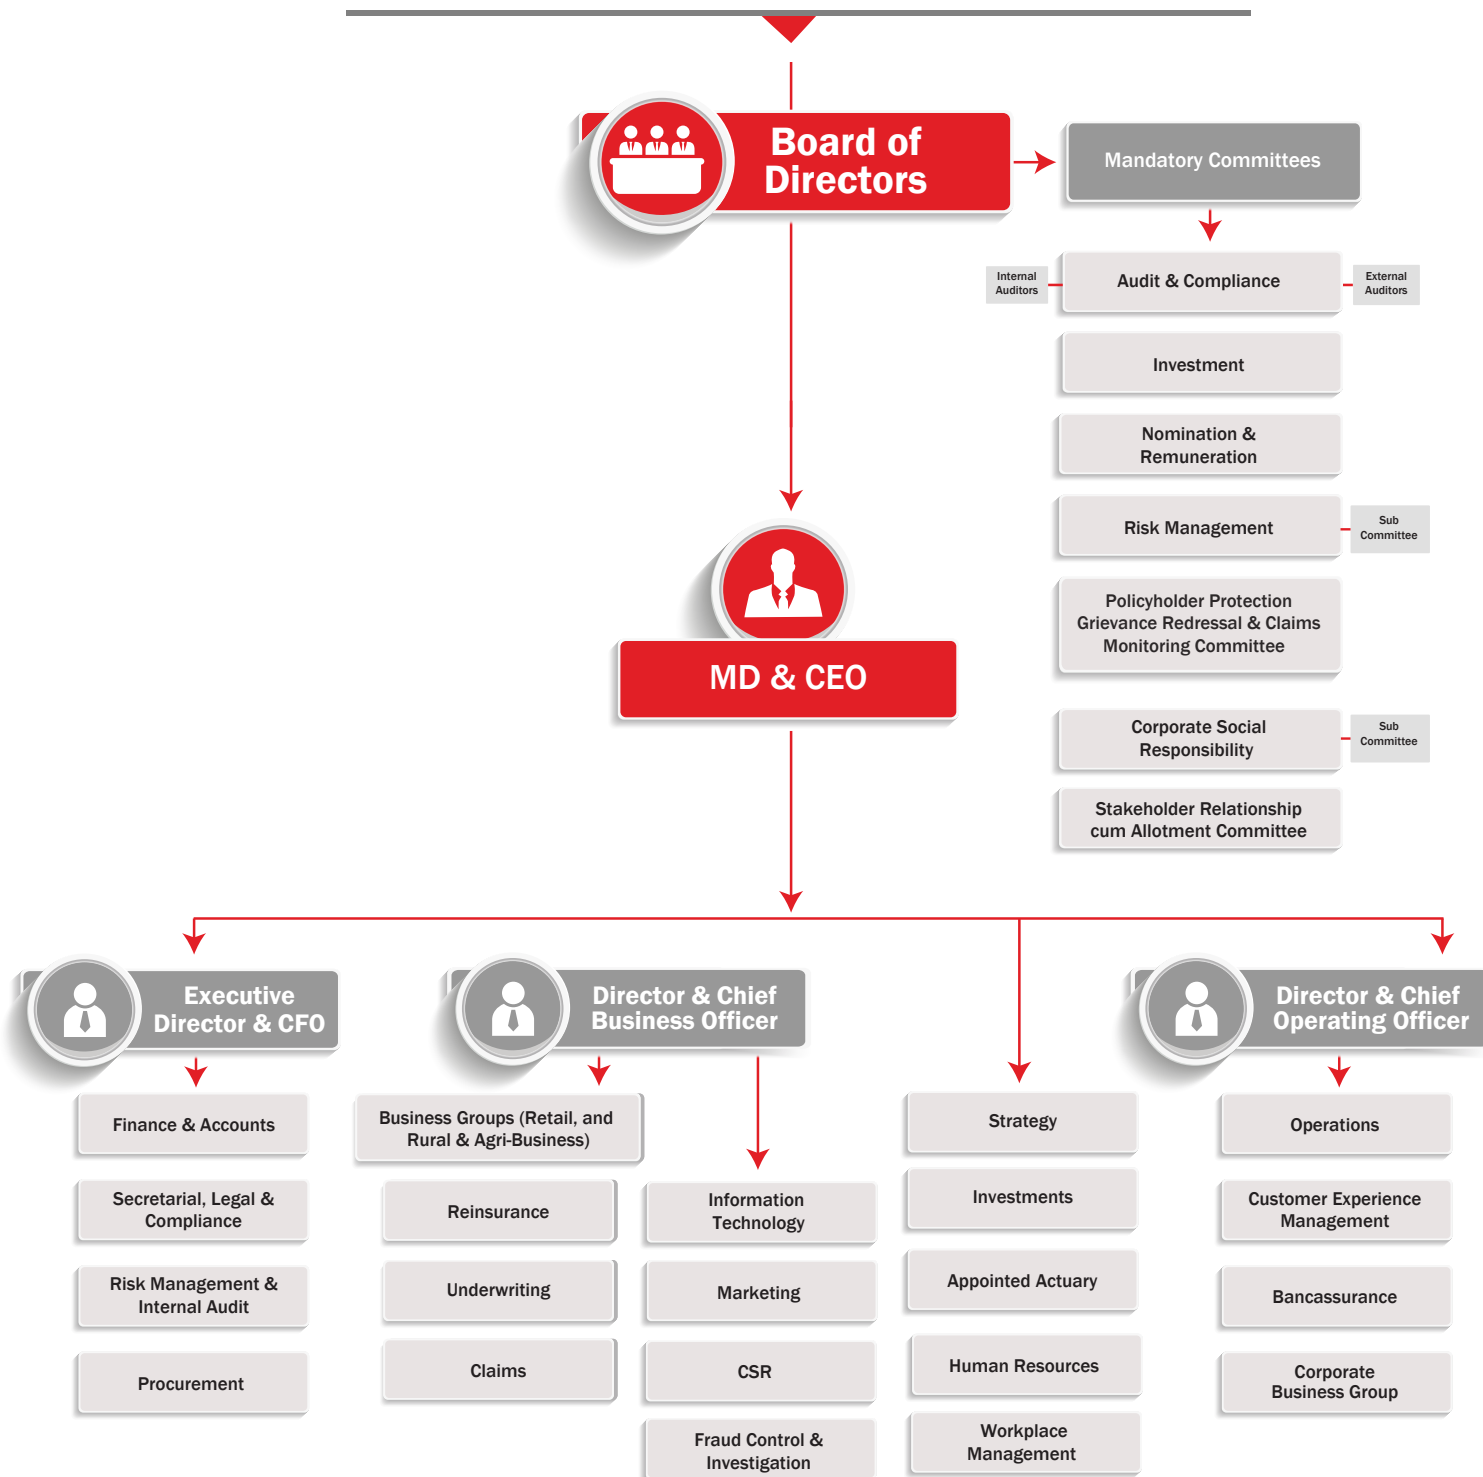 Board of
Directors
Mandatory Committees
Internal
Auditors
Audit & Compliance
External
Auditors
Investment
Nomination &
Remuneration
Risk Management
Sub
Committee
Policyholder Protection
Grievance Redressal & Claims
Monitoring Committee
Corporate Social
Responsibility
Sub
Committee
Stakeholder Relationship
cum Allotment Committee
MD & CEO
Executive
Director & CFO
Finance & Accounts
Secretarial, Legal &
Compliance
Risk Management &
Internal Audit
Procurement
Director & Chief
Business Officer
Business Groups (Retail, and
Rural & Agri-Business)
Reinsurance
Underwriting
Claims
Information
Technology
Marketing
CSR
Fraud Control &
Investigation
Strategy
Investments
Appointed Actuary
Human Resources
Workplace
Management
Director & Chief
Operating Officer
Operations
Customer Experience
Management
Bancassurance
Corporate
Business Group